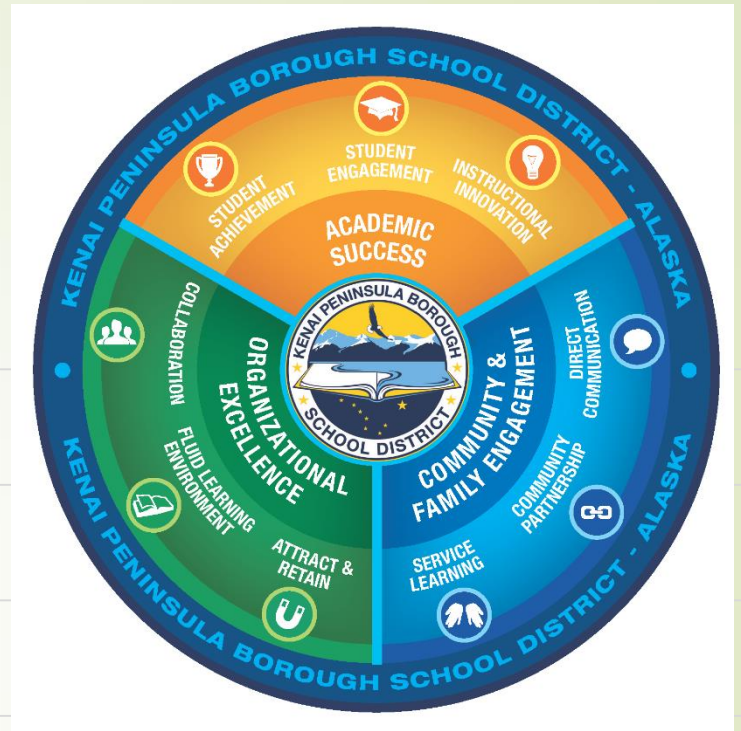 KENAI PENINSULA BOROUGH SCHOOL DISTRICT - ALASKA
STUDENT
ACHIEVEMENT
STUDENT
ENGAGEMENT
INSTRUCTIONAL
INNOVATION
ACADEMIC
SUCCESS
COLLABORATION
FLUID LEARNING
ENVIRONMENT
ATTRACT &
RETAIN
ORGANIZATIONAL
EXCELLENCE
KENAI PENINSULA BOROUGH
SCHOOL DISTRICT
COMMUNITY &
FAMILY ENGAGEMENT
DIRECT
COMMUNICATION
COMMUNITY
PARTNERSHIP
SERVICE
LEARNING
KENAI PENINSULA BOROUGH SCHOOL DISTRICT - ALASKA